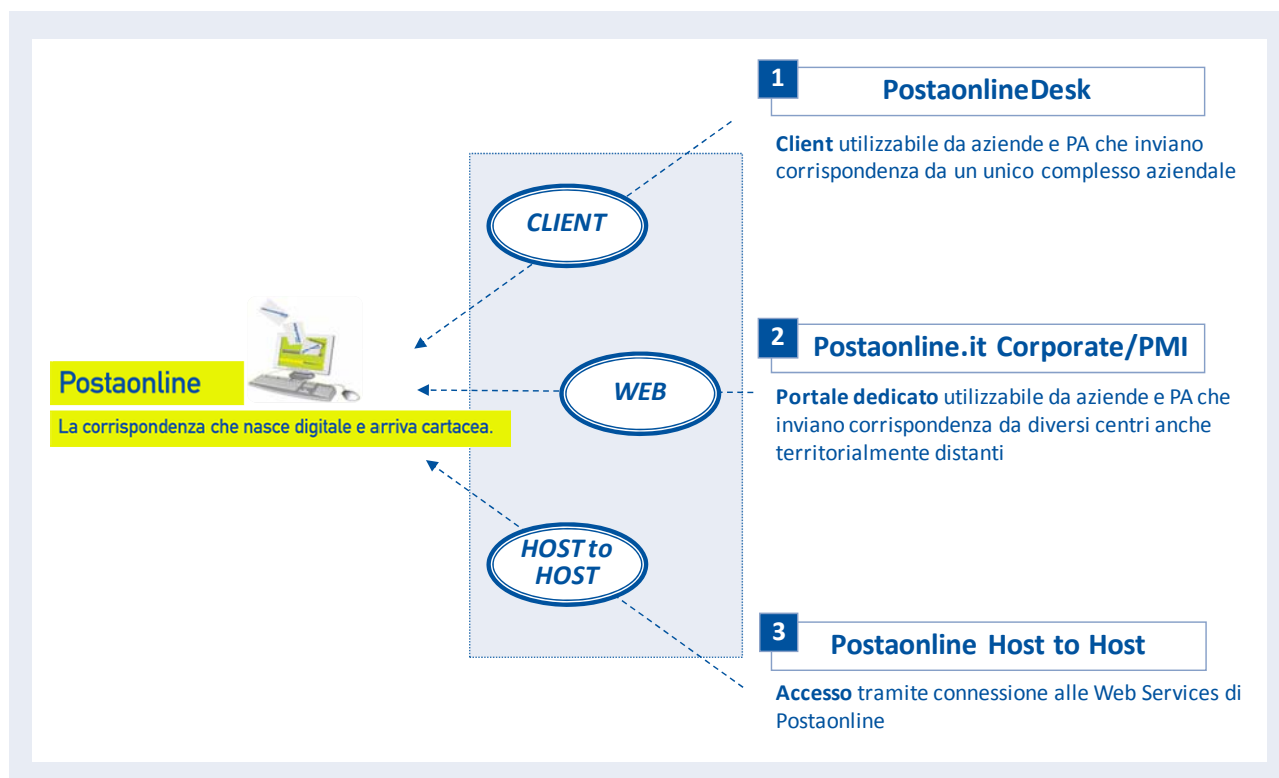 1
PostaonlineDesk
Client utilizzabile da aziende e PA che inviano
corrispondenza da un unico complesso aziendale
CLIENT
Postaonline
La corrispondenza che nasce digitale e arriva cartacea.
WEB
2
Postaonline.it Corporate/PMI
Portale dedicato utilizzabile da aziende e PA che
inviano corrispondenza da diversi centri anche
territorialmente distanti
HOST to
HOST
3
Postaonline Host to Host
Accesso tramite connessione alle Web Services di
Postaonline